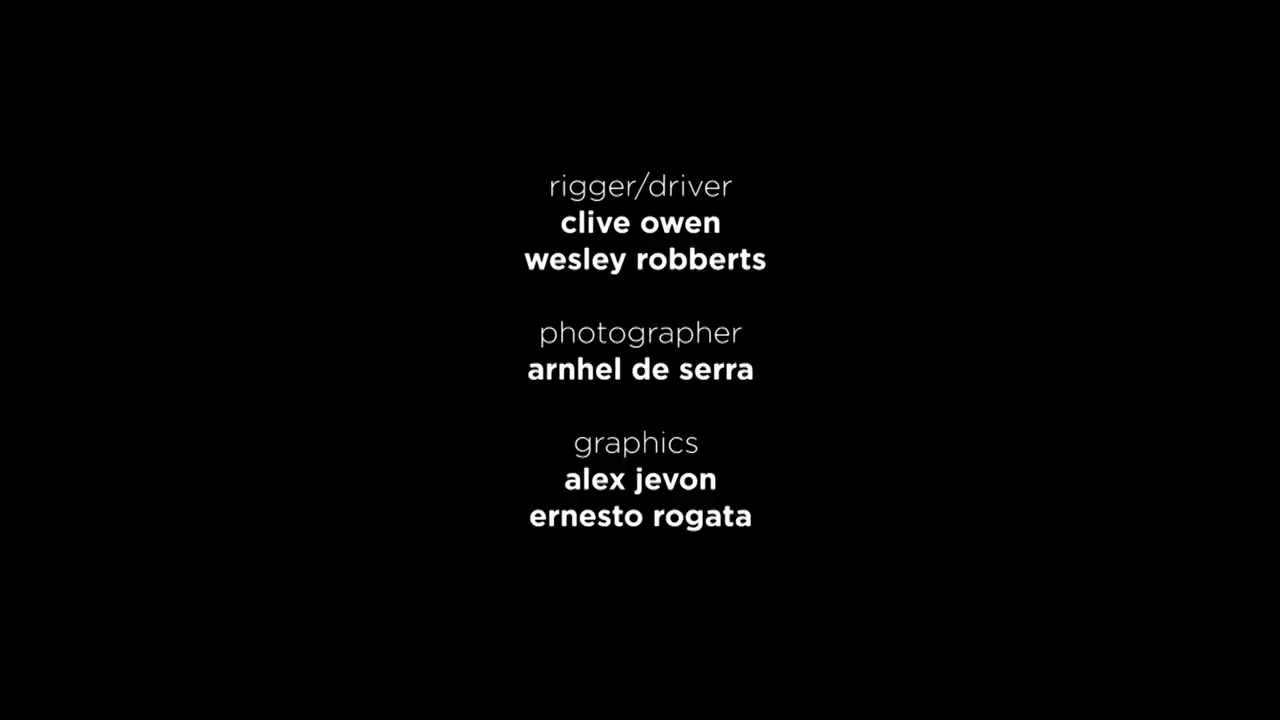 rigger/driver
clive owen
wesley robberts
photographer
arnhel de serra
graphics
alex jevon
ernesto rogata